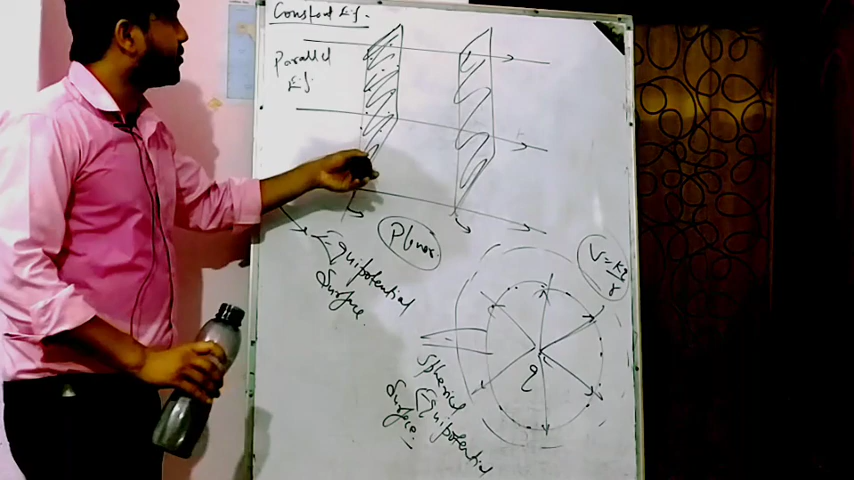 Constant E.f.
Parallel
E.f.
Planar.
Equipotential
Surface.
V = Kq/r
q
Spherical
Equipotential
Surface.